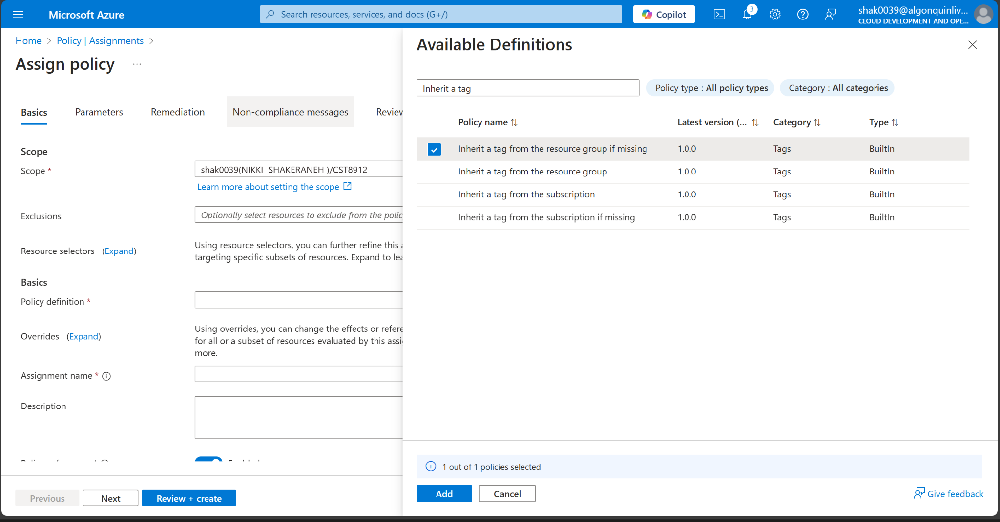 Microsoft Azure
Search resources, services, and docs (G+/)
Copilot
3
shak0039@algonquinliv...
CLOUD DEVELOPMENT AND OPE...
Home > Policy | Assignments >
Assign policy ...
Basics
Parameters
Remediation
Non-compliance messages
Review
Scope
Scope *
shak0039(NIKKI SHAKERANEH )/CST8912
Learn more about setting the scope
Exclusions
Optionally select resources to exclude from the polic
Resource selectors (Expand)
Using resource selectors, you can further refine this a
targeting specific subsets of resources. Expand to lea
Basics
Policy definition *
Overrides (Expand)
Using overrides, you can change the effects or refere
for all or a subset of resources evaluated by this assi
more.
Assignment name *
Description
Previous
Next
Review + create
Available Definitions
Inherit a tag
Policy type : All policy types
Category : All categories
Policy name
Latest version (...
Category
Type
Inherit a tag from the resource group if missing 1.0.0 Tags BuiltIn
Inherit a tag from the resource group 1.0.0 Tags BuiltIn
Inherit a tag from the subscription 1.0.0 Tags BuiltIn
Inherit a tag from the subscription if missing 1.0.0 Tags BuiltIn
1 out of 1 policies selected
Add
Cancel
Give feedback